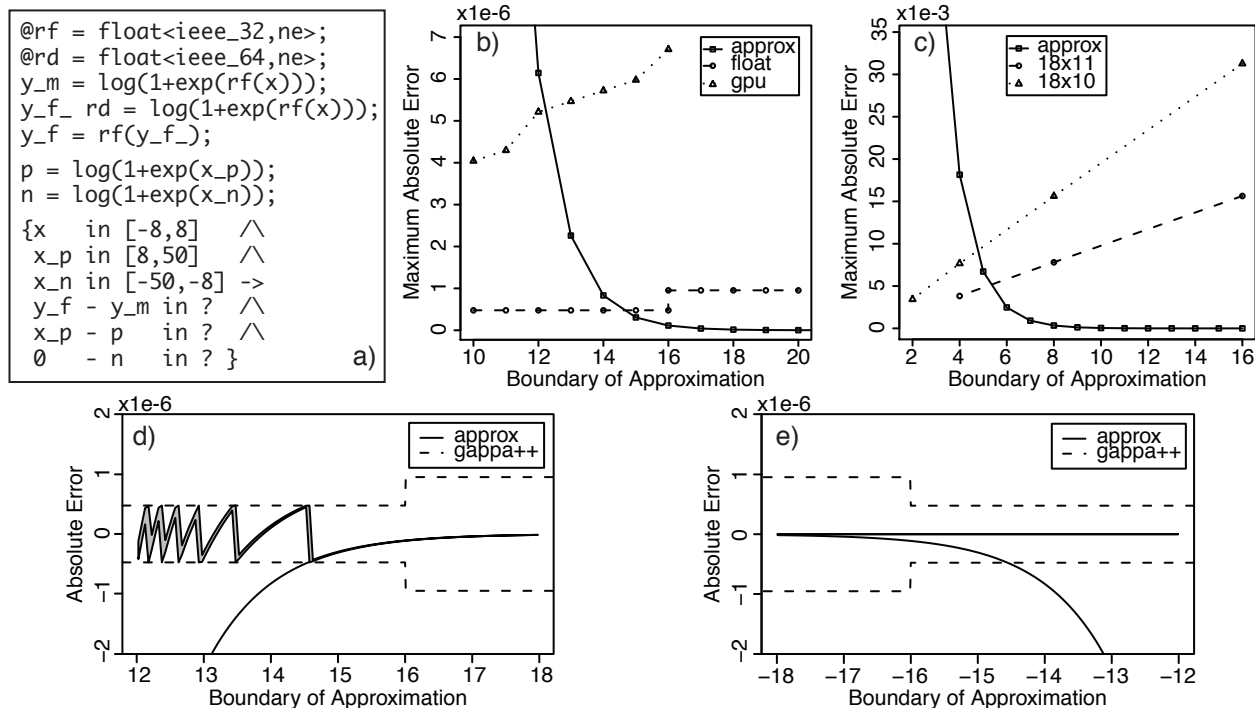 @rf = float<ieee_32,ne>;
@rd = float<ieee_64,ne>;
y_m = log(1+exp(rf(x)));
y_f_ rd = log(1+exp(rf(x)));
y_f = rf(y_f_);
p = log(1+exp(x_p));
n = log(1+exp(x_n));
{x in [-8,8] /\
x_p in [8,50] /\
x_n in [-50,-8] ->
y_f - y_m in ? /\
x_p - p in ? /\
0 - n in ? }
a)
x1e-6
b)
approx
float
gpu
Maximum Absolute Error
7
6
5
4
3
2
1
0
10 12 14 16 18 20
Boundary of Approximation
x10e-3
c)
approx
18x11
18x10
Maximum Absolute Error
35
30
25
20
15
10
5
0
2 4 6 8 10 12 14 16
Boundary of Approximation
x1e-6
d)
approx
gappa++
Absolute Error
2
1
0
−1
−2
12 13 14 15 16 17 18
Boundary of Approximation
x1e-6
e)
approx
gappa++
Absolute Error
2
1
0
−1
−2
−18 −17 −16 −15 −14 −13 −12
Boundary of Approximation